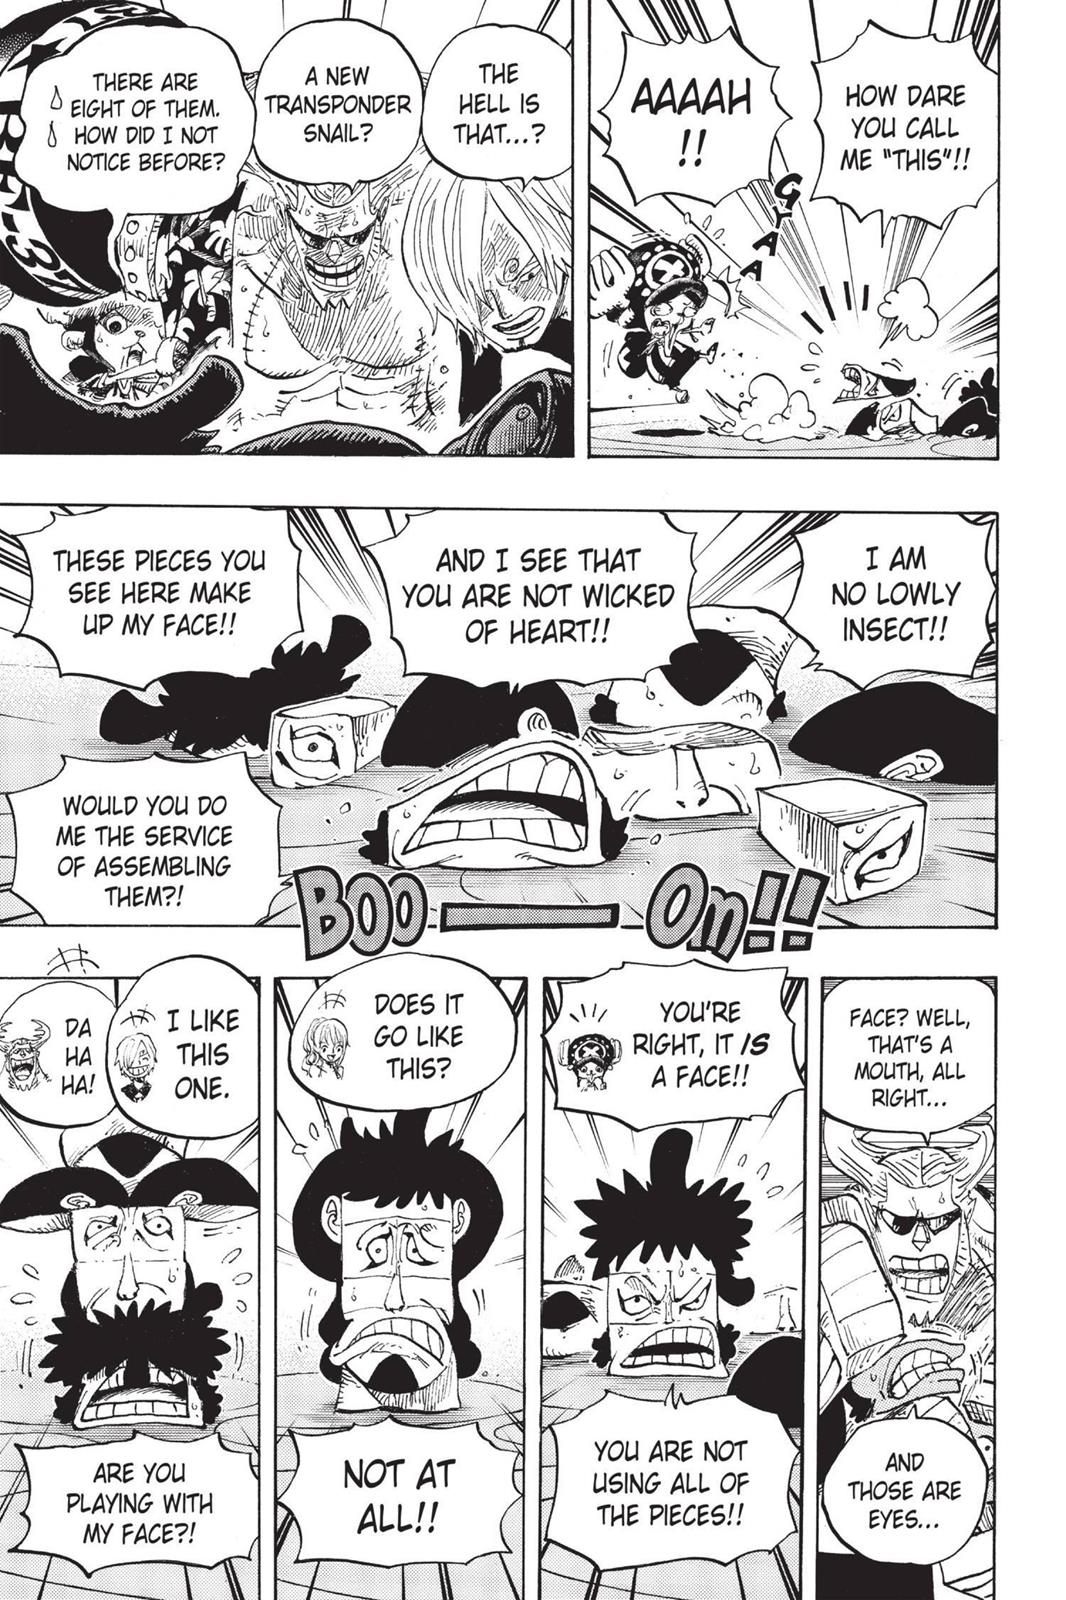 HOW DARE
YOU CALL
ME "THIS"!!
AAAAH
!!
GYAA
THE
HELL IS
THAT...?
A NEW
TRANSPONDER
SNAIL?
THERE ARE
EIGHT OF THEM.
HOW DID I NOT
NOTICE BEFORE?
I AM
NO LOWLY
INSECT!!
AND I SEE THAT
YOU ARE NOT WICKED
OF HEART!!
THESE PIECES YOU
SEE HERE MAKE
UP MY FACE!!
WOULD YOU DO
ME THE SERVICE
OF ASSEMBLING
THEM?!
BOO—OM!!
FACE? WELL,
THAT'S A
MOUTH, ALL
RIGHT...
AND
THOSE ARE
EYES...
YOU'RE
RIGHT, IT IS
A FACE!!
YOU ARE NOT
USING ALL OF
THE PIECES!!
DOES IT
GO LIKE
THIS?
NOT AT
ALL!!
I LIKE
THIS
ONE.
DA
HA
HA!
ARE YOU
PLAYING WITH
MY FACE?!